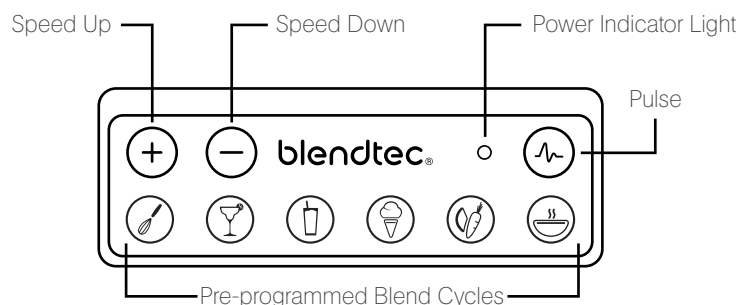 Speed Up
Speed Down
Power Indicator Light
Pulse
blendtec®
Pre-programmed Blend Cycles